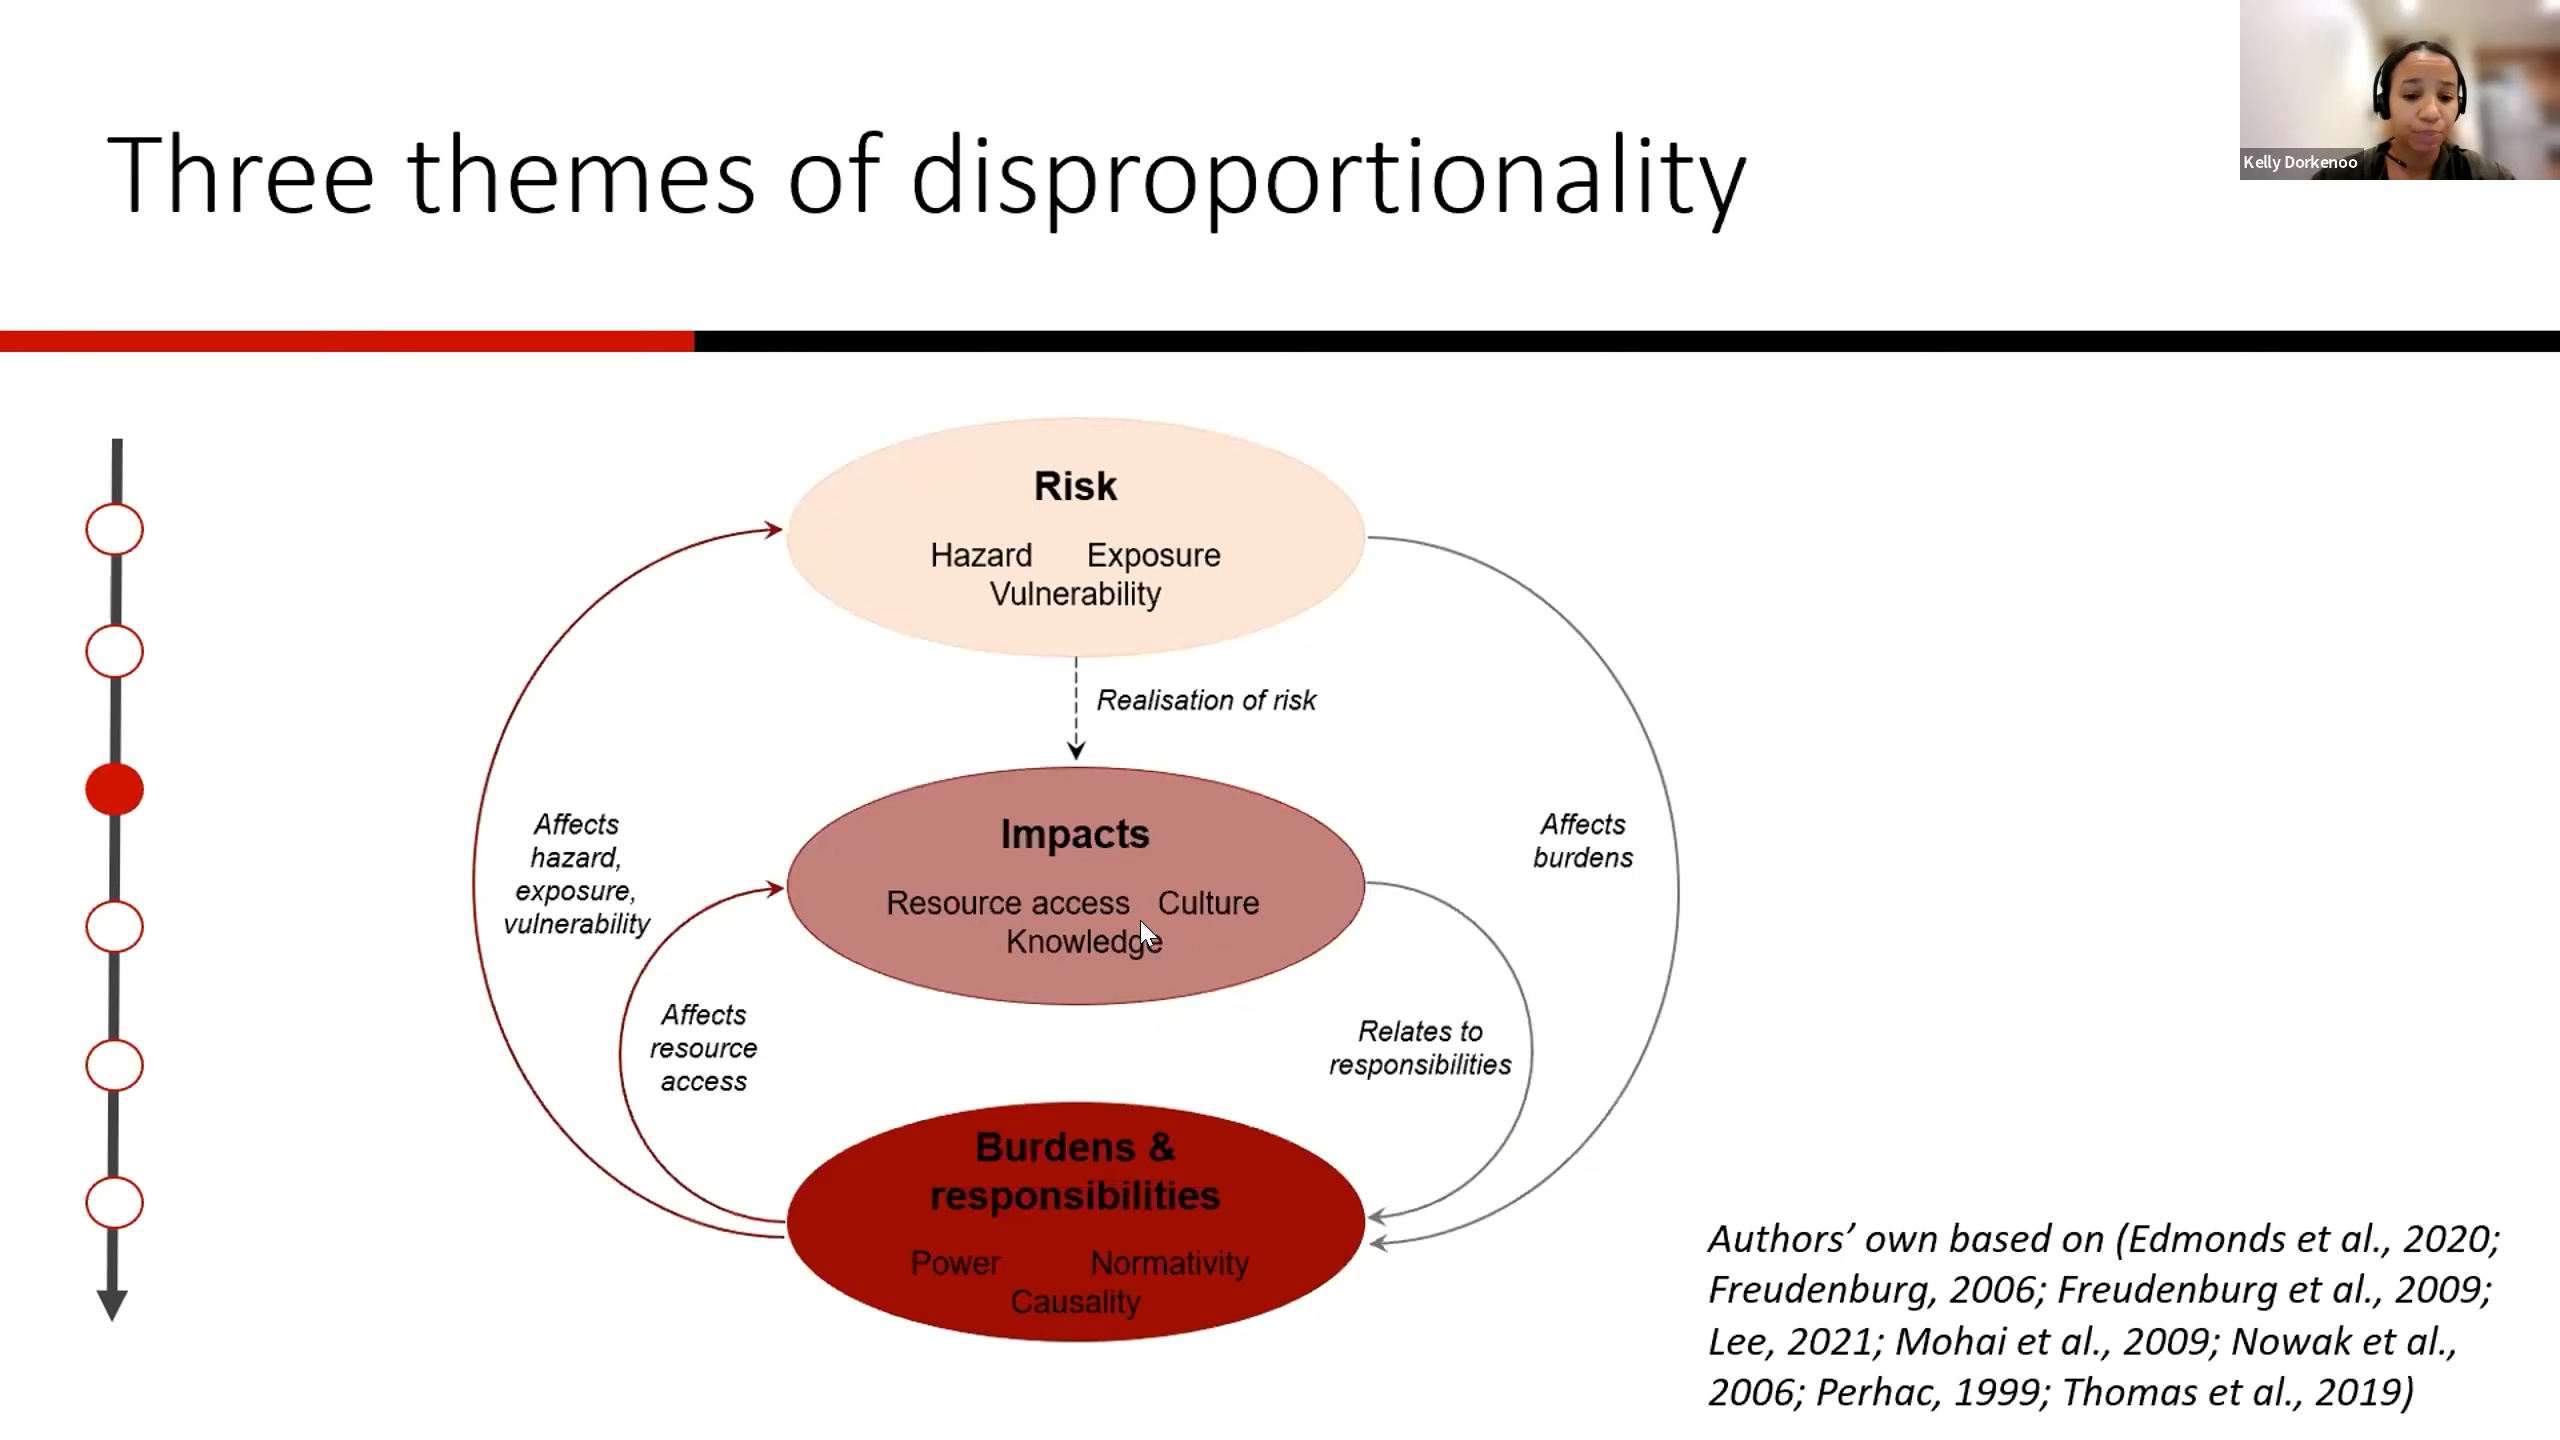 Three themes of disproportionality
Kelly Dorkenoo
Risk
Hazard Exposure
Vulnerability
Realisation of risk
Affects
hazard,
exposure,
vulnerability
Impacts
Resource access Culture
Knowledge
Affects
burdens
Affects
resource
access
Relates to
responsibilities
Burdens &
responsibilities
Power Normativity
Causality
Authors’ own based on (Edmonds et al., 2020;
Freudenburg, 2006; Freudenburg et al., 2009;
Lee, 2021; Mohai et al., 2009; Nowak et al.,
2006; Perhac, 1999; Thomas et al., 2019)